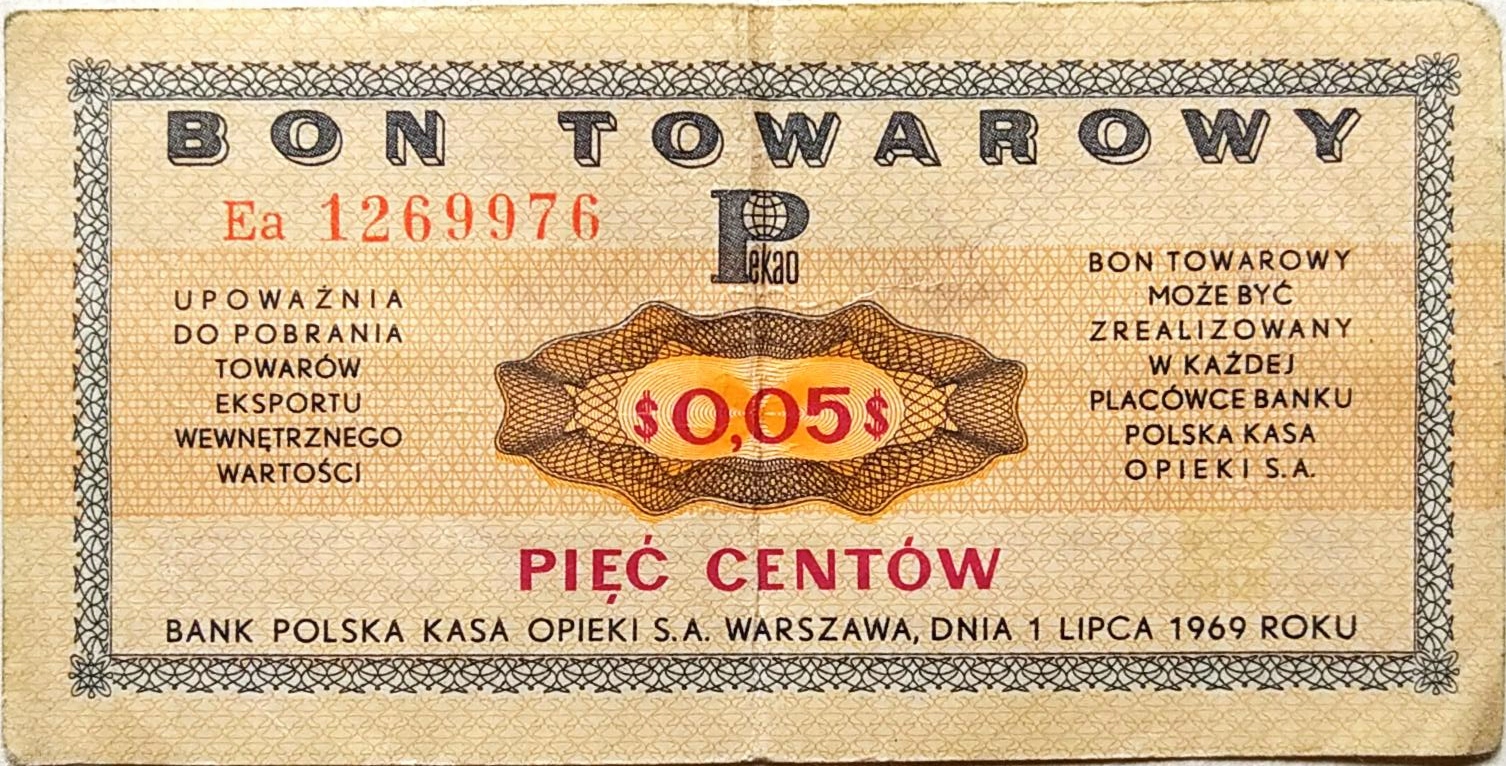 BON TOWAROWY
Ea 1269976
Pekao
UPOWAŻNIA
DO POBRANIA
TOWARÓW
EKSPORTU
WEWNĘTRZNEGO
WARTOŚCI
$0,05$
BON TOWAROWY
MOŻE BYĆ
ZREALIZOWANY
W KAŻDEJ
PLACÓWCE BANKU
POLSKA KASA
OPIEKI S.A.
PIĘĆ CENTÓW
BANK POLSKA KASA OPIEKI S.A. WARSZAWA, DNIA 1 LIPCA 1969 ROKU